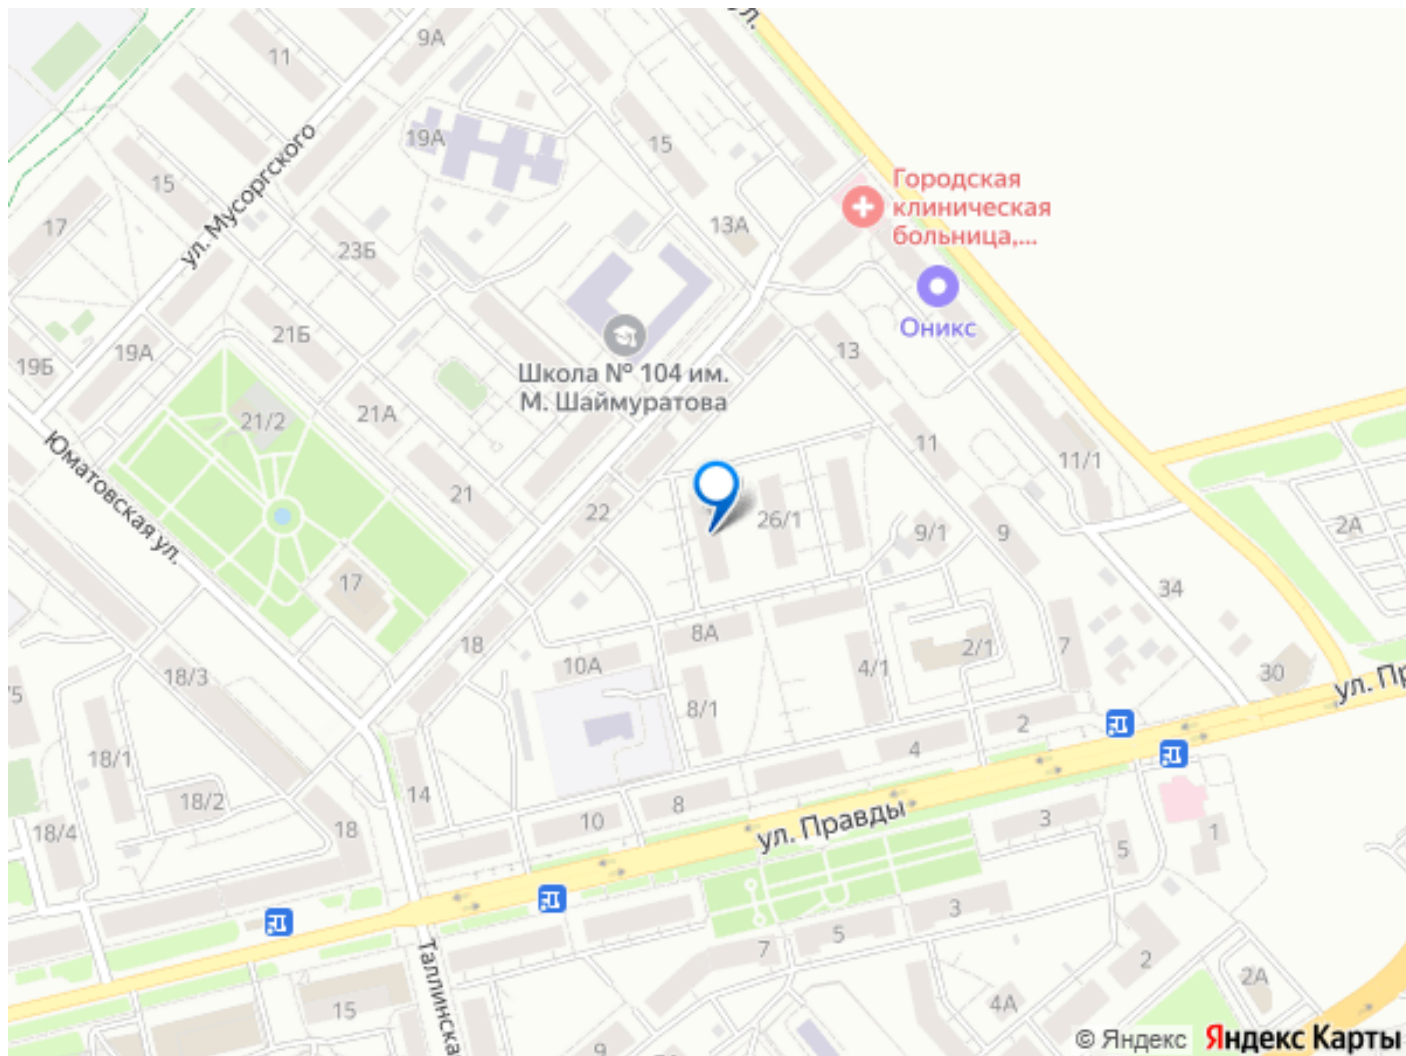 ул.
9А
11
19А
15
15
ул. Мусоргского
Городская
клиническая
больница,...
17
13А
23Б
Оникс
21Б
19А
19Б
13
Школа № 104 им.
М. Шаймуратова
21/2
21А
11
11/1
Юматовская ул.
21
22
26/1
9/1
9
2А
17
34
18
8А
10А
2/1
7
4/1
30
ул. Пр
18/3
/5
8/1
2
4
18/1
14
18/2
8
10
18/4
18
ул. Правды
3
5
1
3
5
7
2
Таллинска
2А
15
4А
9
© Яндекс
Яндекс Карты